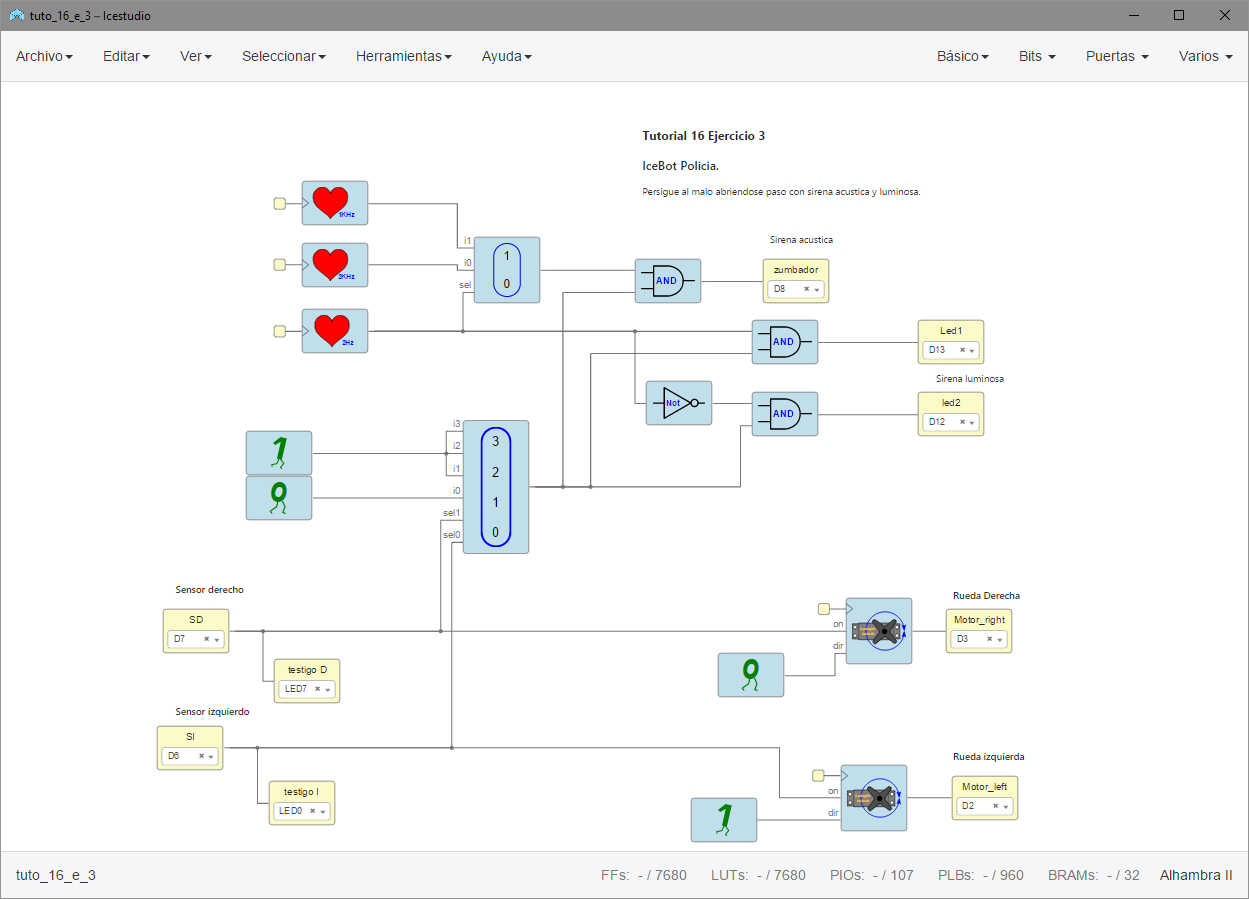 tuto_16_e_3 – Icestudio
Archivo Editar Ver Seleccionar Herramientas Ayuda Básico Bits Puertas Varios
Tutorial 16 Ejercicio 3
IceBot Policia.
Persigue al malo abriendose paso con sirena acustica y luminosa.
1KHz
i1
i0
sel
1
0
2KHz
2Hz
AND
Sirena acustica
zumbador
D8
AND
Led1
D13
Sirena luminosa
Not
AND
led2
D12
1
0
i3
i2
i1
i0
sel1
sel0
3
2
1
0
Sensor derecho
SD
D7
testigo D
LED7
Sensor izquierdo
SI
D6
testigo I
LED0
on
dir
0
Rueda Derecha
Motor_right
D3
on
dir
1
Rueda izquierda
Motor_left
D2
tuto_16_e_3 FFs: - / 7680 LUTs: - / 7680 PIOs: - / 107 PLBs: - / 960 BRAMs: - / 32 Alhambra II